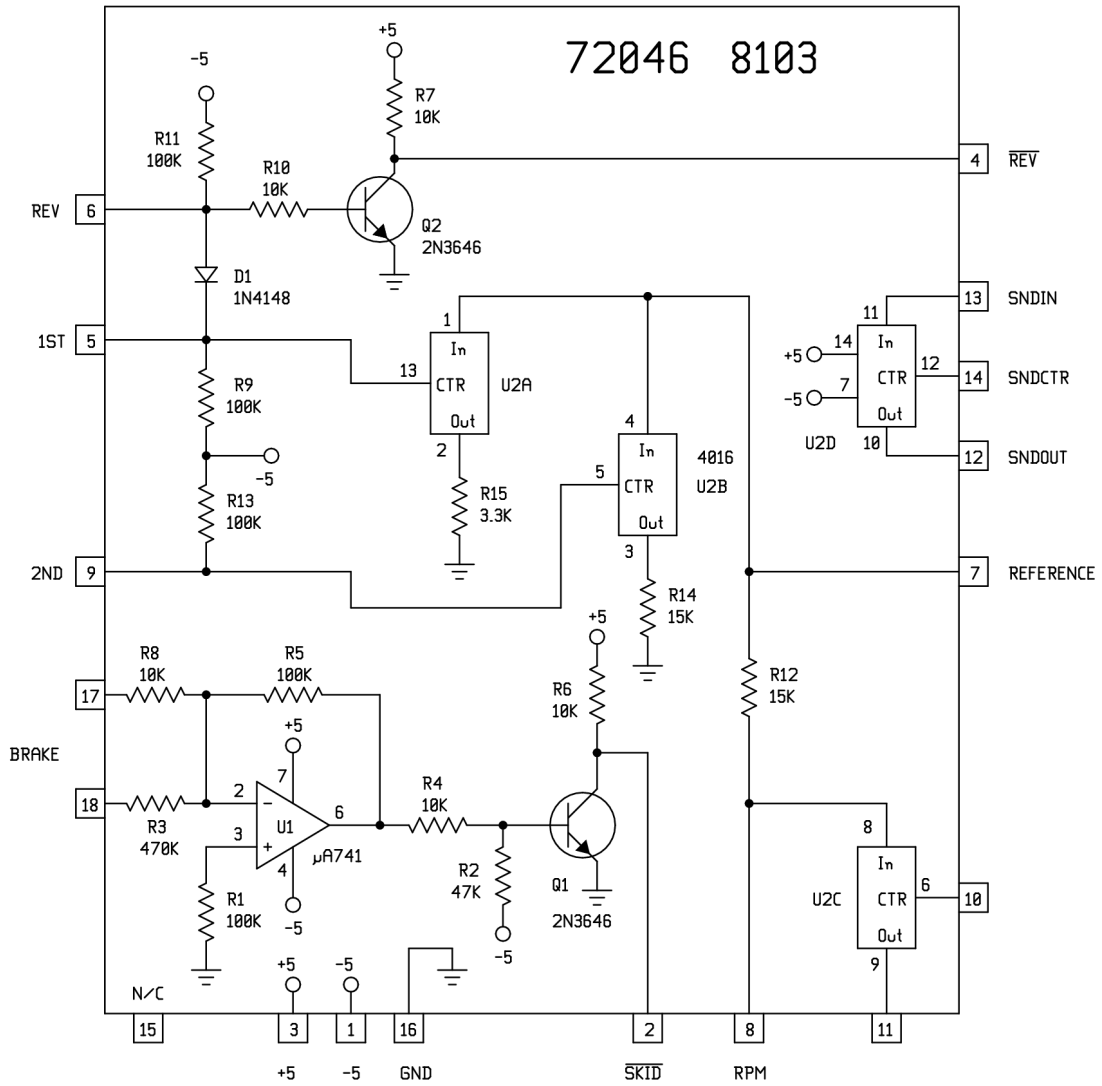 72046 8103
+5
-5
R7
10K
R11
100K
R10
10K
4
REV
REV
6
Q2
2N3646
D1
1N4148
13
SNDIN
11
1
1ST
5
In
14
+5
In
12
14
SNDCTR
13
CTR
U2A
CTR
7
-5
R9
100K
Out
Out
4
U2D
10
12
SNDOUT
2
In
4016
-5
5
CTR
U2B
R13
100K
R15
3.3K
Out
3
2ND
9
7
REFERENCE
R14
15K
+5
R8
10K
R5
100K
R12
15K
R6
10K
17
+5
BRAKE
7
R4
10K
2
-
6
18
U1
R3
470K
3
+
µA741
8
4
R2
47K
In
Q1
U2C
CTR
6
10
R1
100K
-5
2N3646
Out
-5
9
+5
-5
N/C
15
3
1
16
2
8
11
+5
-5
GND
SKID
RPM